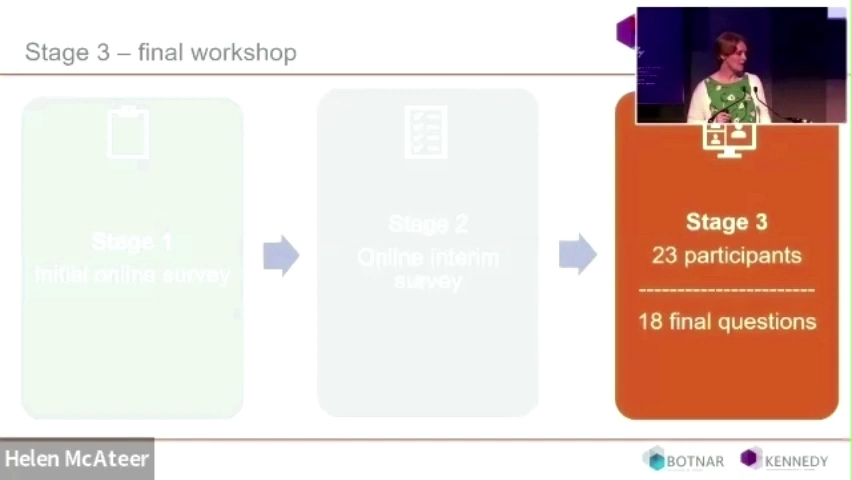 Stage 3 – final workshop
Stage 1
Initial online survey
Stage 2
Online interim
survey
Stage 3
23 participants
-----------------------
18 final questions
Helen McAteer
BOTNAR
KENNEDY